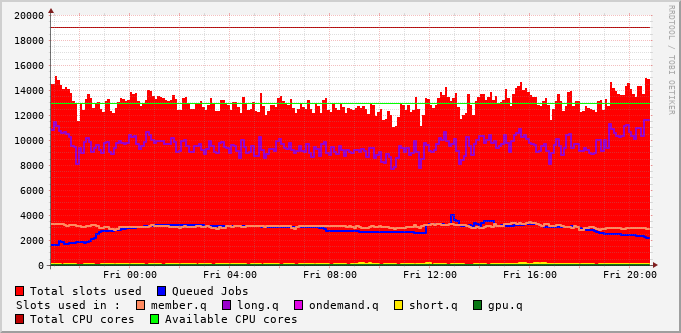 20000
18000
16000
14000
12000
10000
8000
6000
4000
2000
0
Fri 00:00 Fri 04:00 Fri 08:00 Fri 12:00 Fri 16:00 Fri 20:00
RRDTOOL / TOBI OETIKER
Total slots used Queued Jobs
Slots used in : member.q long.q ondemand.q short.q gpu.q
Total CPU cores Available CPU cores